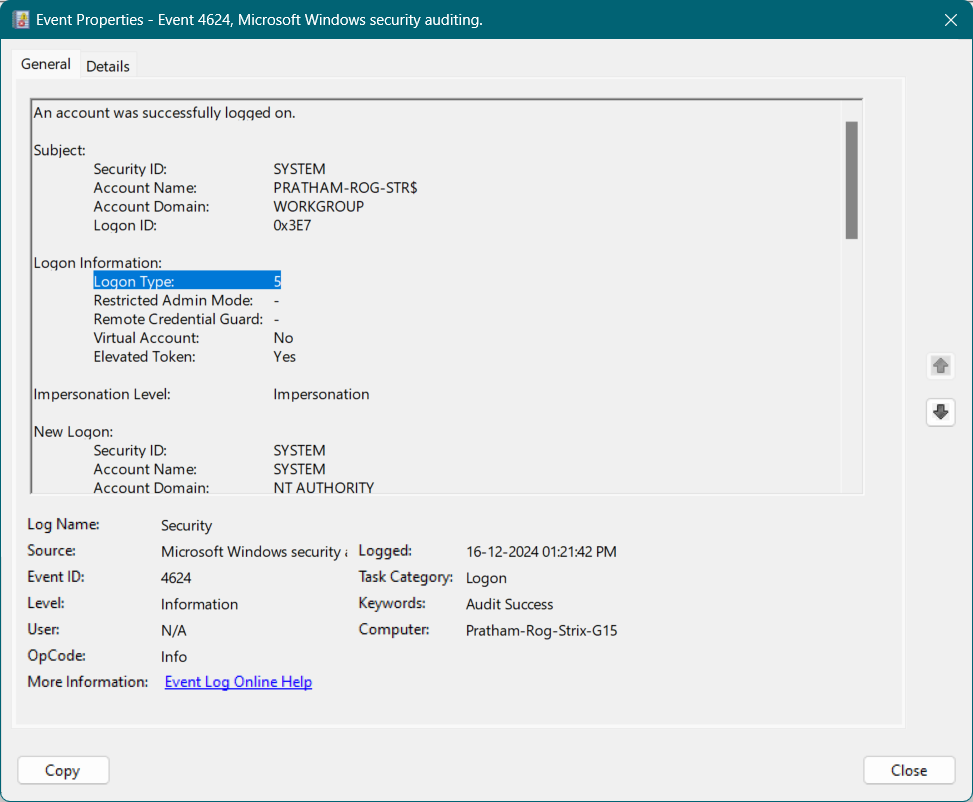 Event Properties - Event 4624, Microsoft Windows security auditing.
General Details
An account was successfully logged on.
Subject:
Security ID: SYSTEM
Account Name: PRATHAM-ROG-STR$
Account Domain: WORKGROUP
Logon ID: 0x3E7
Logon Information:
Logon Type: 5
Restricted Admin Mode: -
Remote Credential Guard: -
Virtual Account: No
Elevated Token: Yes
Impersonation Level: Impersonation
New Logon:
Security ID: SYSTEM
Account Name: SYSTEM
Account Domain: NT AUTHORITY
Log Name: Security
Source: Microsoft Windows security Logged: 16-12-2024 01:21:42 PM
Event ID: 4624 Task Category: Logon
Level: Information Keywords: Audit Success
User: N/A Computer: Pratham-Rog-Strix-G15
OpCode: Info
More Information: Event Log Online Help
Copy Close